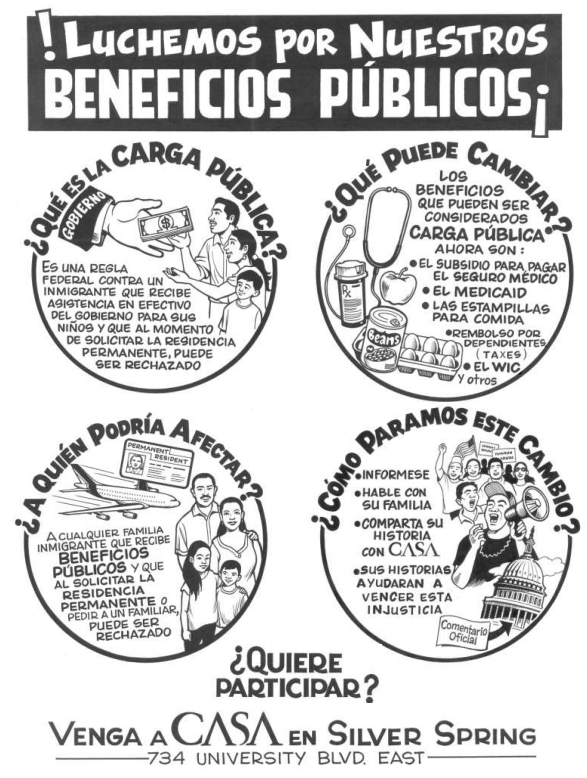 !LUCHEMOS POR NUESTROS
BENEFICIOS PÚBLICOS¡
¿QUÉ ES LA CARGA PÚBLICA?
GOBIERNO
$
ES UNA REGLA
FEDERAL CONTRA UN
INMIGRANTE QUE RECIBE
ASISTENCIA EN EFECTIVO
DEL GOBIERNO PARA SUS
NIÑOS Y QUE AL MOMENTO
DE SOLICITAR LA RESIDENCIA
PERMANENTE, PUEDE
SER RECHAZADO
¿QUÉ PUEDE CAMBIAR?
LOS
BENEFICIOS
QUE PUEDEN SER
CONSIDERADOS
CARGA PÚBLICA
AHORA SON :
• EL SUBSIDIO PARA PAGAR
EL SEGURO MÉDICO
• EL MEDICAID
• LAS ESTAMPILLAS
PARA COMIDA
• REMBOLSO POR
DEPENDIENTES
(TAXES)
• EL WIC
Y otros
Rx
Beans
¿A QUIÉN PODRÍA AFECTAR?
PERMANENT
RESIDENT
A CUALQUIER FAMILIA
INMIGRANTE QUE RECIBE
BENEFICIOS
PÚBLICOS Y QUE
AL SOLICITAR LA
RESIDENCIA
PERMANENTE O
PEDIR A UN FAMILIAR,
PUEDE SER
RECHAZADO
¿CÓMO PARAMOS ESTE CAMBIO?
• INFORMESE
• HABLE CON
SU FAMILIA
• COMPARTA SU
HISTORIA
CON CASA
• SUS HISTORIAS
AYUDARAN A
VENCER ESTA
INJUSTICIA
Comentario
Oficial
¿QUIERE
PARTICIPAR?
VENGA A CASA EN SILVER SPRING
734 UNIVERSITY BLVD. EAST